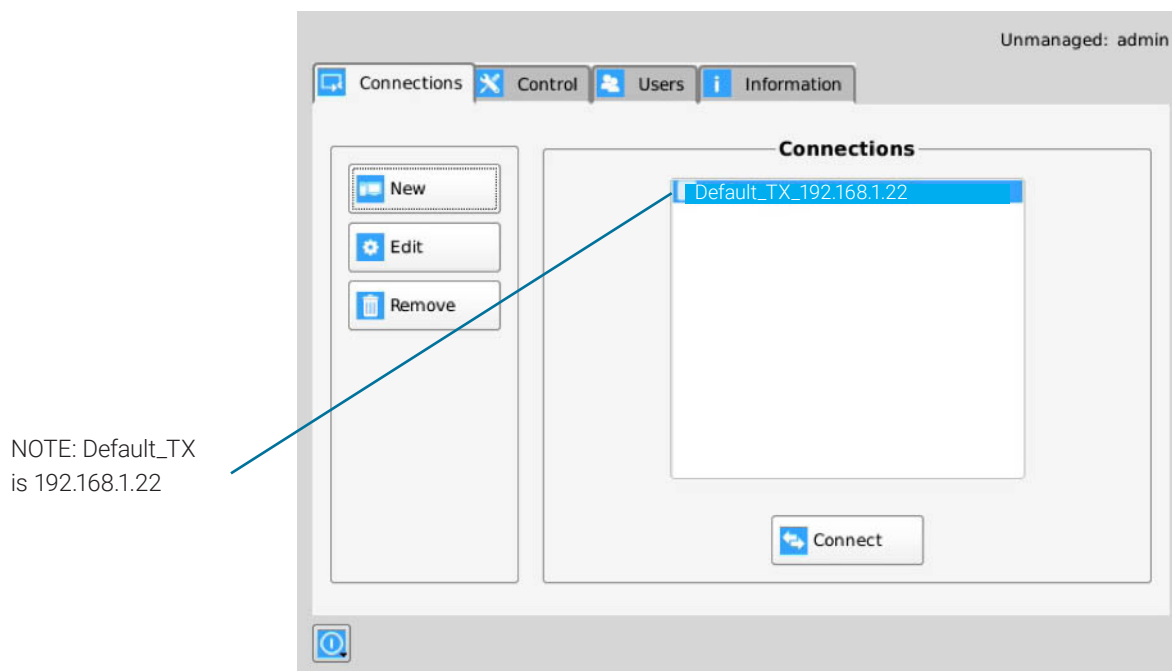 Unmanaged: admin
Connections
Control
Users
Information
Connections
New
Default_TX_192.168.1.22
Edit
Remove
NOTE: Default_TX
is 192.168.1.22
Connect